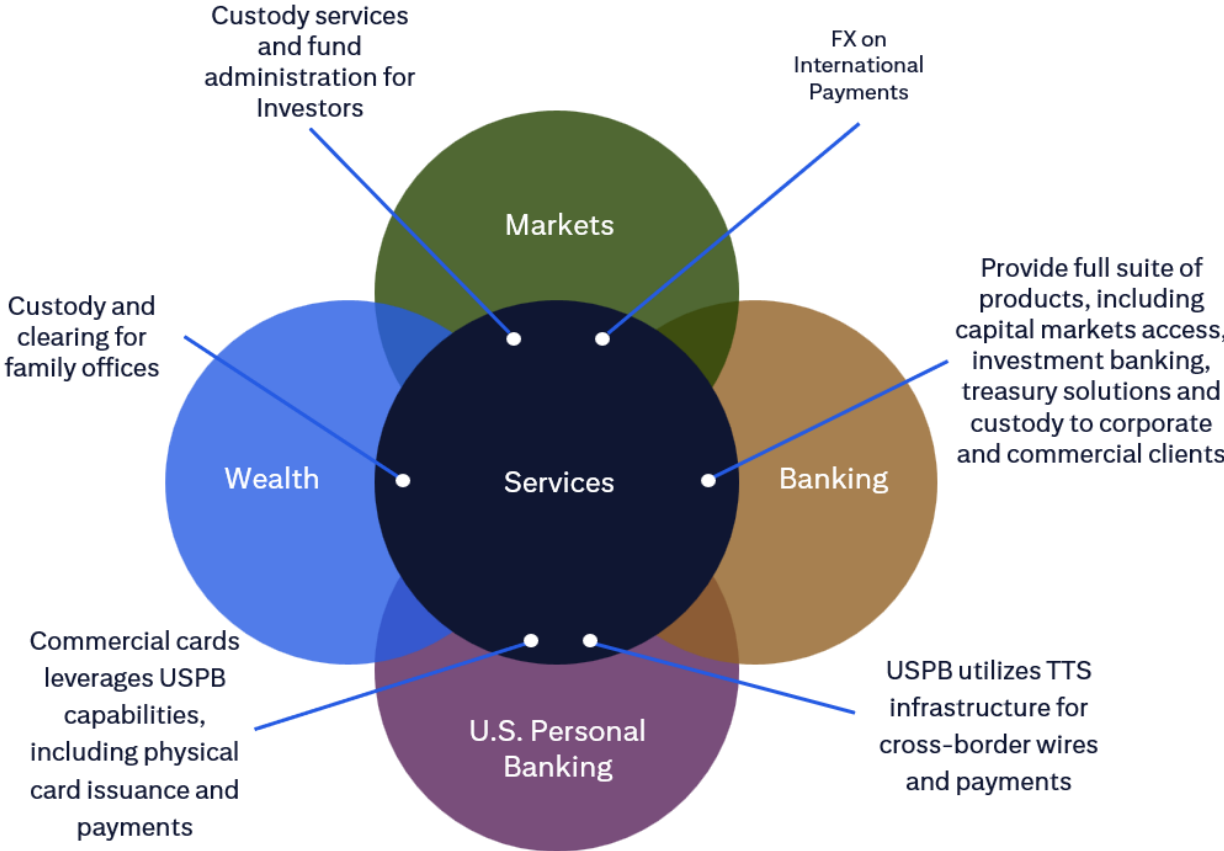 Custody services
and fund
administration for
Investors
FX on
International
Payments
Markets
Provide full suite of
products, including
capital markets access,
investment banking,
treasury solutions and
custody to corporate
and commercial clients
Custody and
clearing for
family offices
Wealth
Services
Banking
Commercial cards
leverages USPB
capabilities,
including physical
card issuance and
payments
U.S. Personal
Banking
USPB utilizes TTS
infrastructure for
cross-border wires
and payments